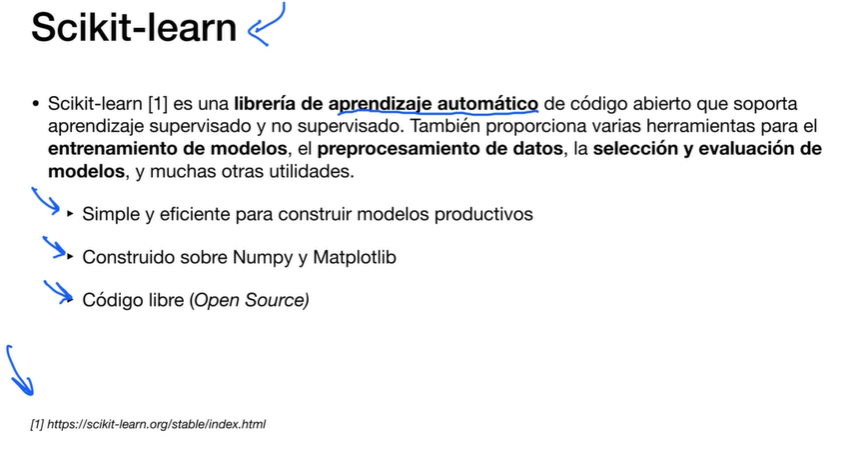 Scikit-learn
• Scikit-learn [1] es una librería de aprendizaje automático de código abierto que soporta
aprendizaje supervisado y no supervisado. También proporciona varias herramientas para el
entrenamiento de modelos, el preprocesamiento de datos, la selección y evaluación de
modelos, y muchas otras utilidades.
▸ Simple y eficiente para construir modelos productivos
▸ Construido sobre Numpy y Matplotlib
▸ Código libre (Open Source)
[1] https://scikit-learn.org/stable/index.html